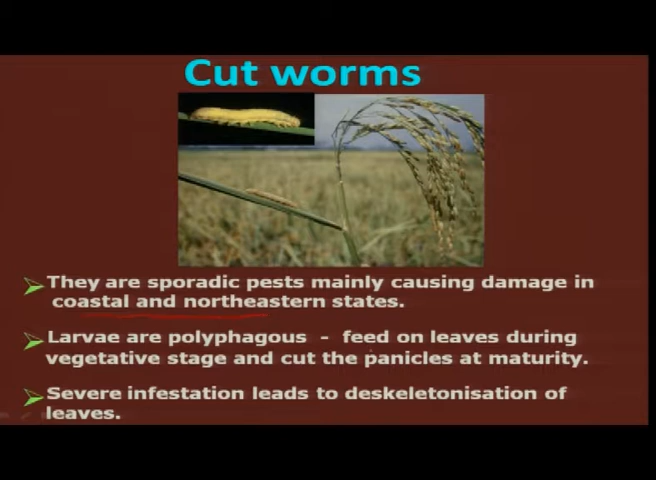 Cut worms
They are sporadic pests mainly causing damage in
coastal and northeastern states.
Larvae are polyphagous - feed on leaves during
vegetative stage and cut the panicles at maturity.
Severe infestation leads to deskeletonisation of
leaves.